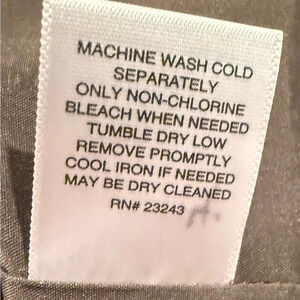 MACHINE WASH COLD
SEPARATELY
ONLY NON-CHLORINE
BLEACH WHEN NEEDED
TUMBLE DRY LOW
REMOVE PROMPTLY
COOL IRON IF NEEDED
MAY BE DRY CLEANED
RN# 23243